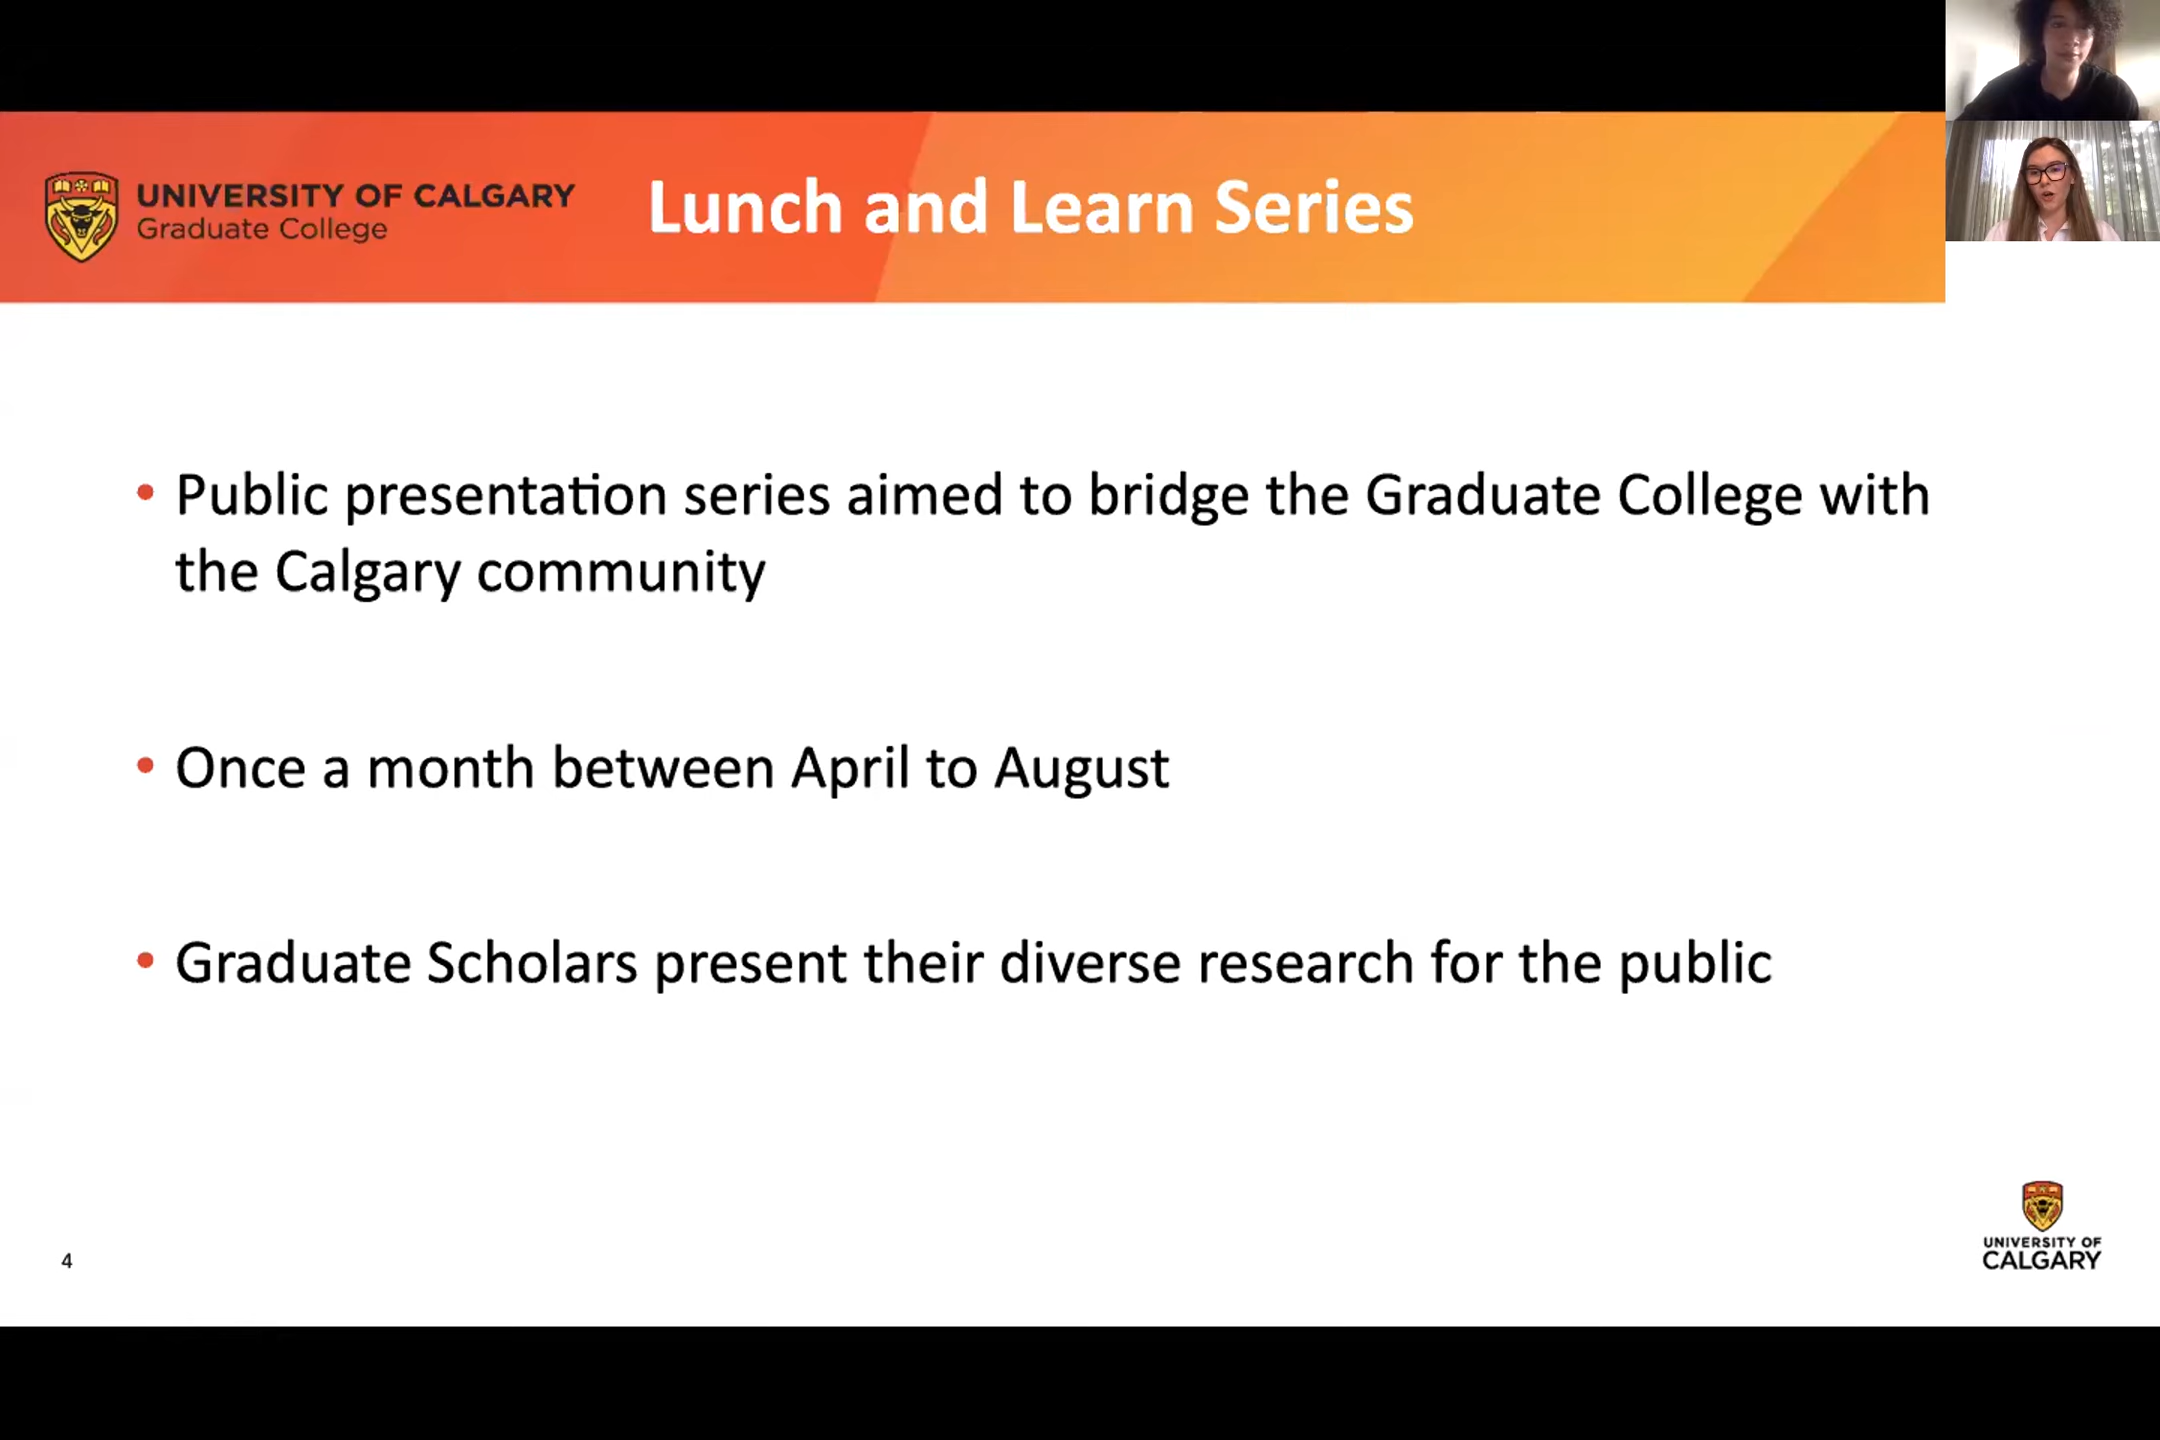 UNIVERSITY OF CALGARY
Graduate College
Lunch and Learn Series
• Public presentation series aimed to bridge the Graduate College with
the Calgary community
• Once a month between April to August
• Graduate Scholars present their diverse research for the public
4
UNIVERSITY OF
CALGARY